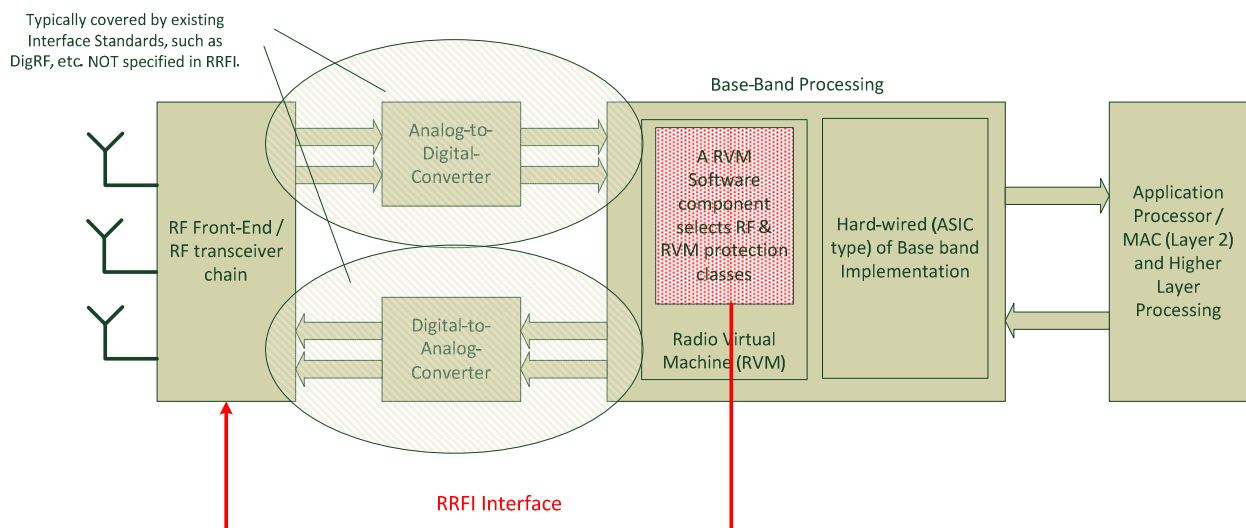 Typically covered by existing
Interface Standards, such as
DigRF, etc. NOT specified in RRFI.
Base-Band Processing
RF Front-End /
RF transceiver
chain
Analog-to-
Digital-
Converter
Digital-to-
Analog-
Converter
A RVM
Software
component
selects RF &
RVM protection
classes
Radio Virtual
Machine (RVM)
Hard-wired (ASIC
type) of Base band
Implementation
Application
Processor /
MAC (Layer 2)
and Higher
Layer
Processing
RRFI Interface